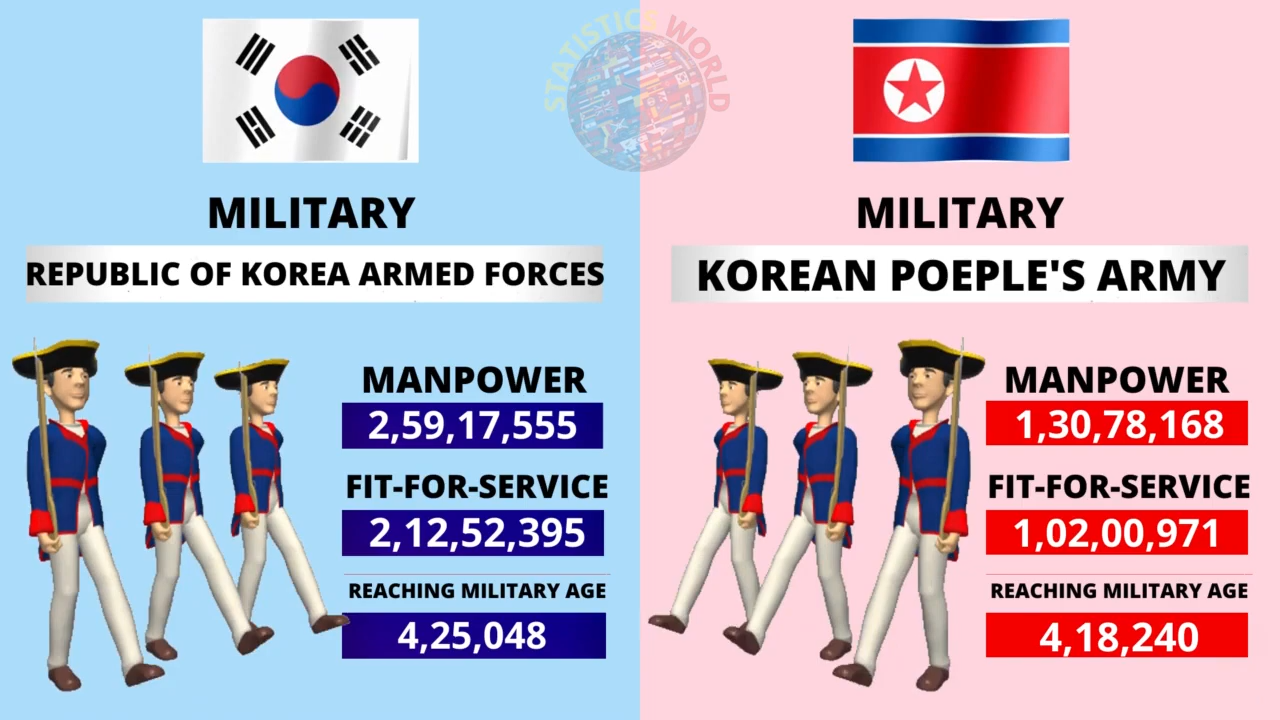 STATISTICS WORLD
MILITARY
REPUBLIC OF KOREA ARMED FORCES
MANPOWER
2,59,17,555
FIT-FOR-SERVICE
2,12,52,395
REACHING MILITARY AGE
4,25,048
MILITARY
KOREAN POEPLE'S ARMY
MANPOWER
1,30,78,168
FIT-FOR-SERVICE
1,02,00,971
REACHING MILITARY AGE
4,18,240